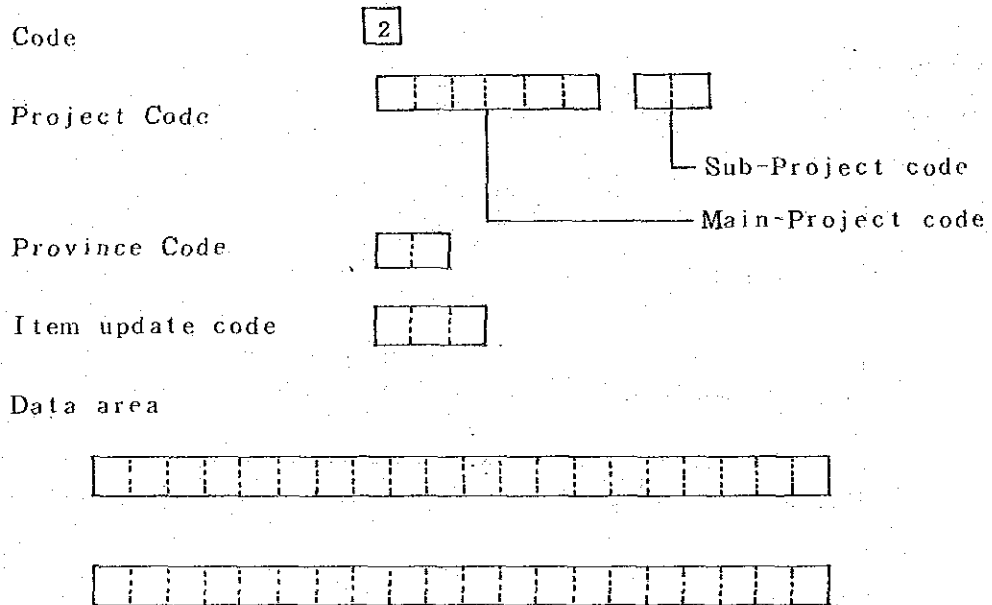 Code 2
Project Code
Sub-Project code
Main-Project code
Province Code
Item update code
Data area